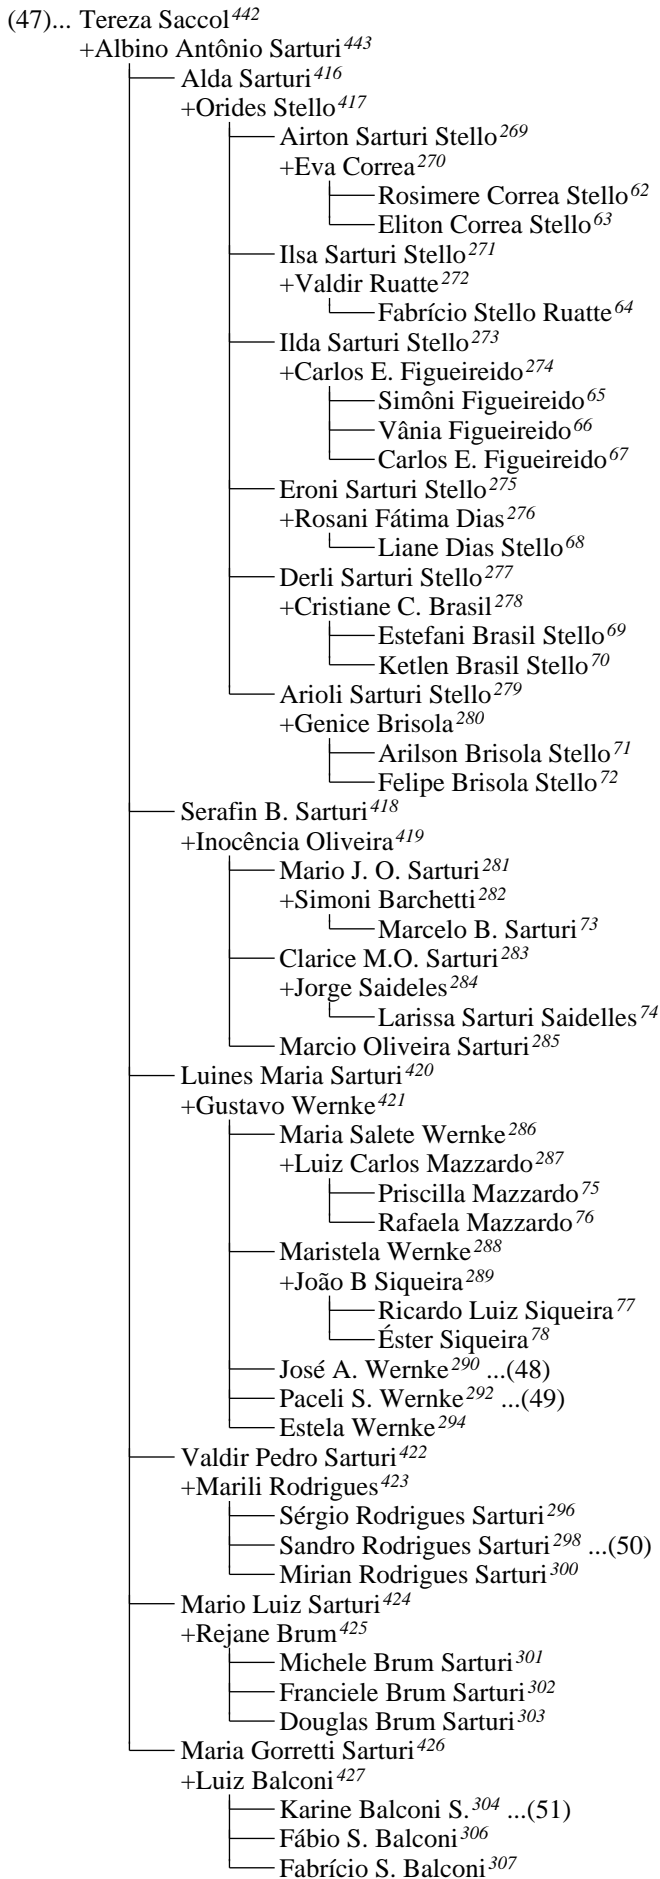 (47)... Tereza Saccol442
+Albino Antônio Sarturi443
Alda Sarturi416
+Orides Stello417
Airton Sarturi Stello269
+Eva Correa270
Rosimere Correa Stello62
Eliton Correa Stello63
Ilsa Sarturi Stello271
+Valdir Ruatte272
Fabrício Stello Ruatte64
Ilda Sarturi Stello273
+Carlos E. Figueireido274
Simôni Figueireido65
Vânia Figueireido66
Carlos E. Figueireido67
Eroni Sarturi Stello275
+Rosani Fátima Dias276
Liane Dias Stello68
Derli Sarturi Stello277
+Cristiane C. Brasil278
Estefani Brasil Stello69
Ketlen Brasil Stello70
Arioli Sarturi Stello279
+Genice Brisola280
Arilson Brisola Stello71
Felipe Brisola Stello72
Serafin B. Sarturi418
+Inocência Oliveira419
Mario J. O. Sarturi281
+Simoni Barchetti282
Marcelo B. Sarturi73
Clarice M.O. Sarturi283
+Jorge Saideles284
Larissa Sarturi Saidelles74
Marcio Oliveira Sarturi285
Luines Maria Sarturi420
+Gustavo Wernke421
Maria Salete Wernke286
+Luiz Carlos Mazzardo287
Priscilla Mazzardo75
Rafaela Mazzardo76
Maristela Wernke288
+João B Siqueira289
Ricardo Luiz Siqueira77
Éster Siqueira78
José A. Wernke290 ...(48)
Paceli S. Wernke292 ...(49)
Estela Wernke294
Valdir Pedro Sarturi422
+Marili Rodrigues423
Sérgio Rodrigues Sarturi296
Sandro Rodrigues Sarturi298 ...(50)
Mirian Rodrigues Sarturi300
Mario Luiz Sarturi424
+Rejane Brum425
Michele Brum Sarturi301
Franciele Brum Sarturi302
Douglas Brum Sarturi303
Maria Gorretti Sarturi426
+Luiz Balconi427
Karine Balconi S.304 ...(51)
Fábio S. Balconi306
Fabrício S. Balconi307